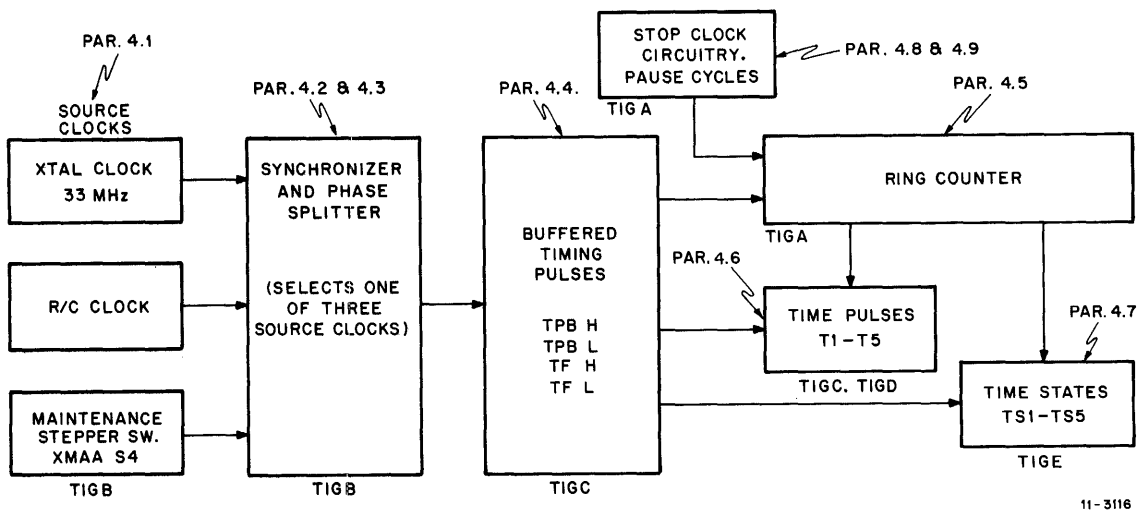 PAR. 4.1
SOURCE
CLOCKS
XTAL CLOCK
33 MHz
R/C CLOCK
MAINTENANCE
STEPPER SW.
XMAA S4
TIGB
PAR. 4.2 & 4.3
SYNCHRONIZER
AND PHASE
SPLITTER
(SELECTS ONE
OF THREE
SOURCE CLOCKS)
TIGB
PAR. 4.4.
BUFFERED
TIMING
PULSES
TPB H
TPB L
TF H
TF L
TIGC
STOP CLOCK
CIRCUITRY.
PAUSE CYCLES
TIGA
PAR. 4.8 & 4.9
PAR. 4.5
RING COUNTER
TIGA
PAR. 4.6
TIME PULSES
T1-T5
TIGC, TIGD
PAR. 4.7
TIME STATES
TS1-TS5
TIGE
11-3116